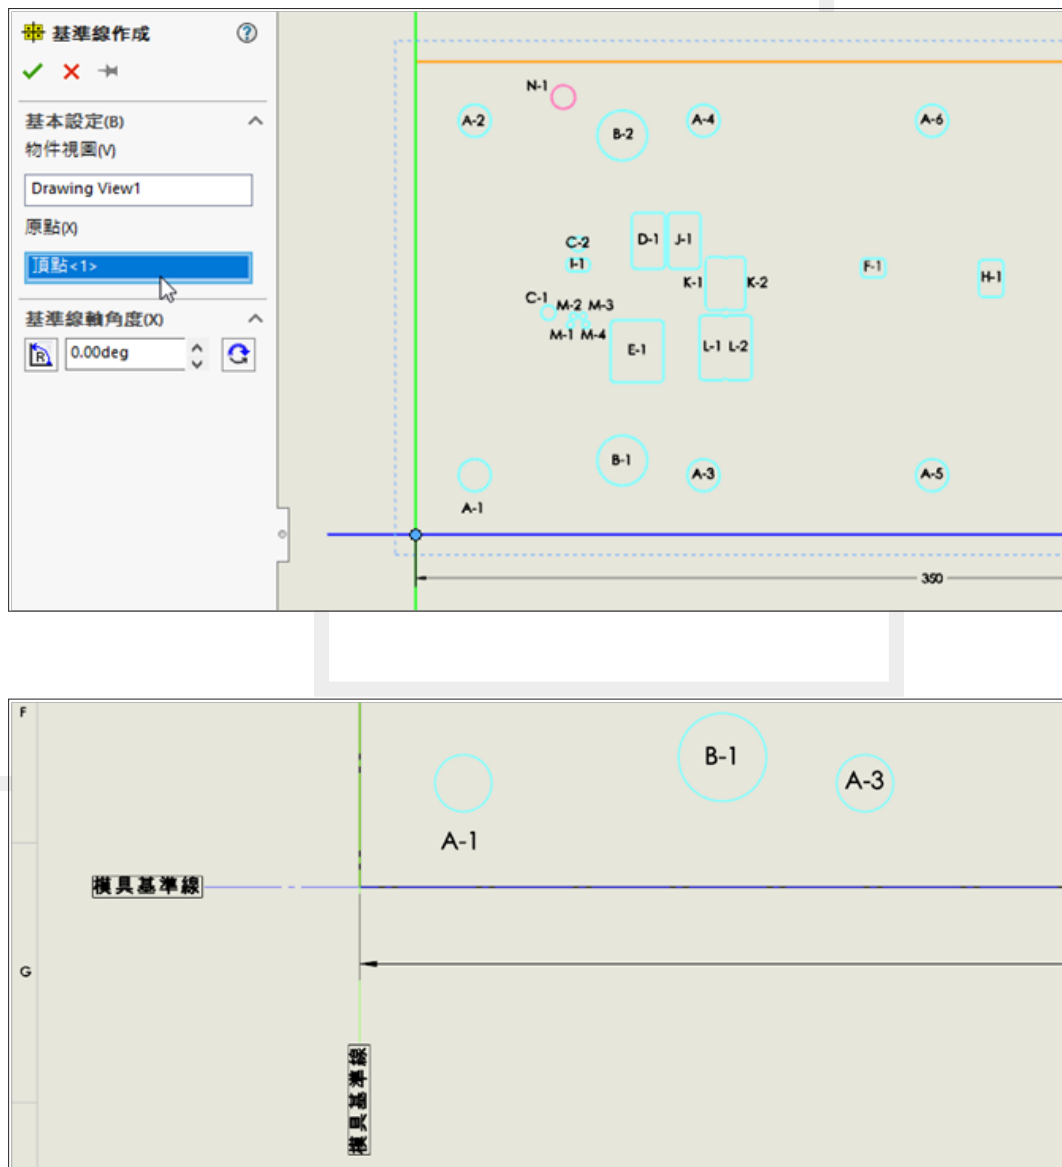 基準線作成
基本設定(B)
物件視圖(V)
Drawing View1
原點(X)
頂點<1>
基準線軸角度(X)
R
0.00deg
N-1
A-2
B-2
A-4
A-6
C-2
D-1
J-1
I-1
K-1
K-2
F-1
H-1
C-1
M-2
M-3
M-1
M-4
E-1
L-1
L-2
B-1
A-3
A-5
A-1
350
F
B-1
A-3
A-1
模具基準線
G
模具基準線